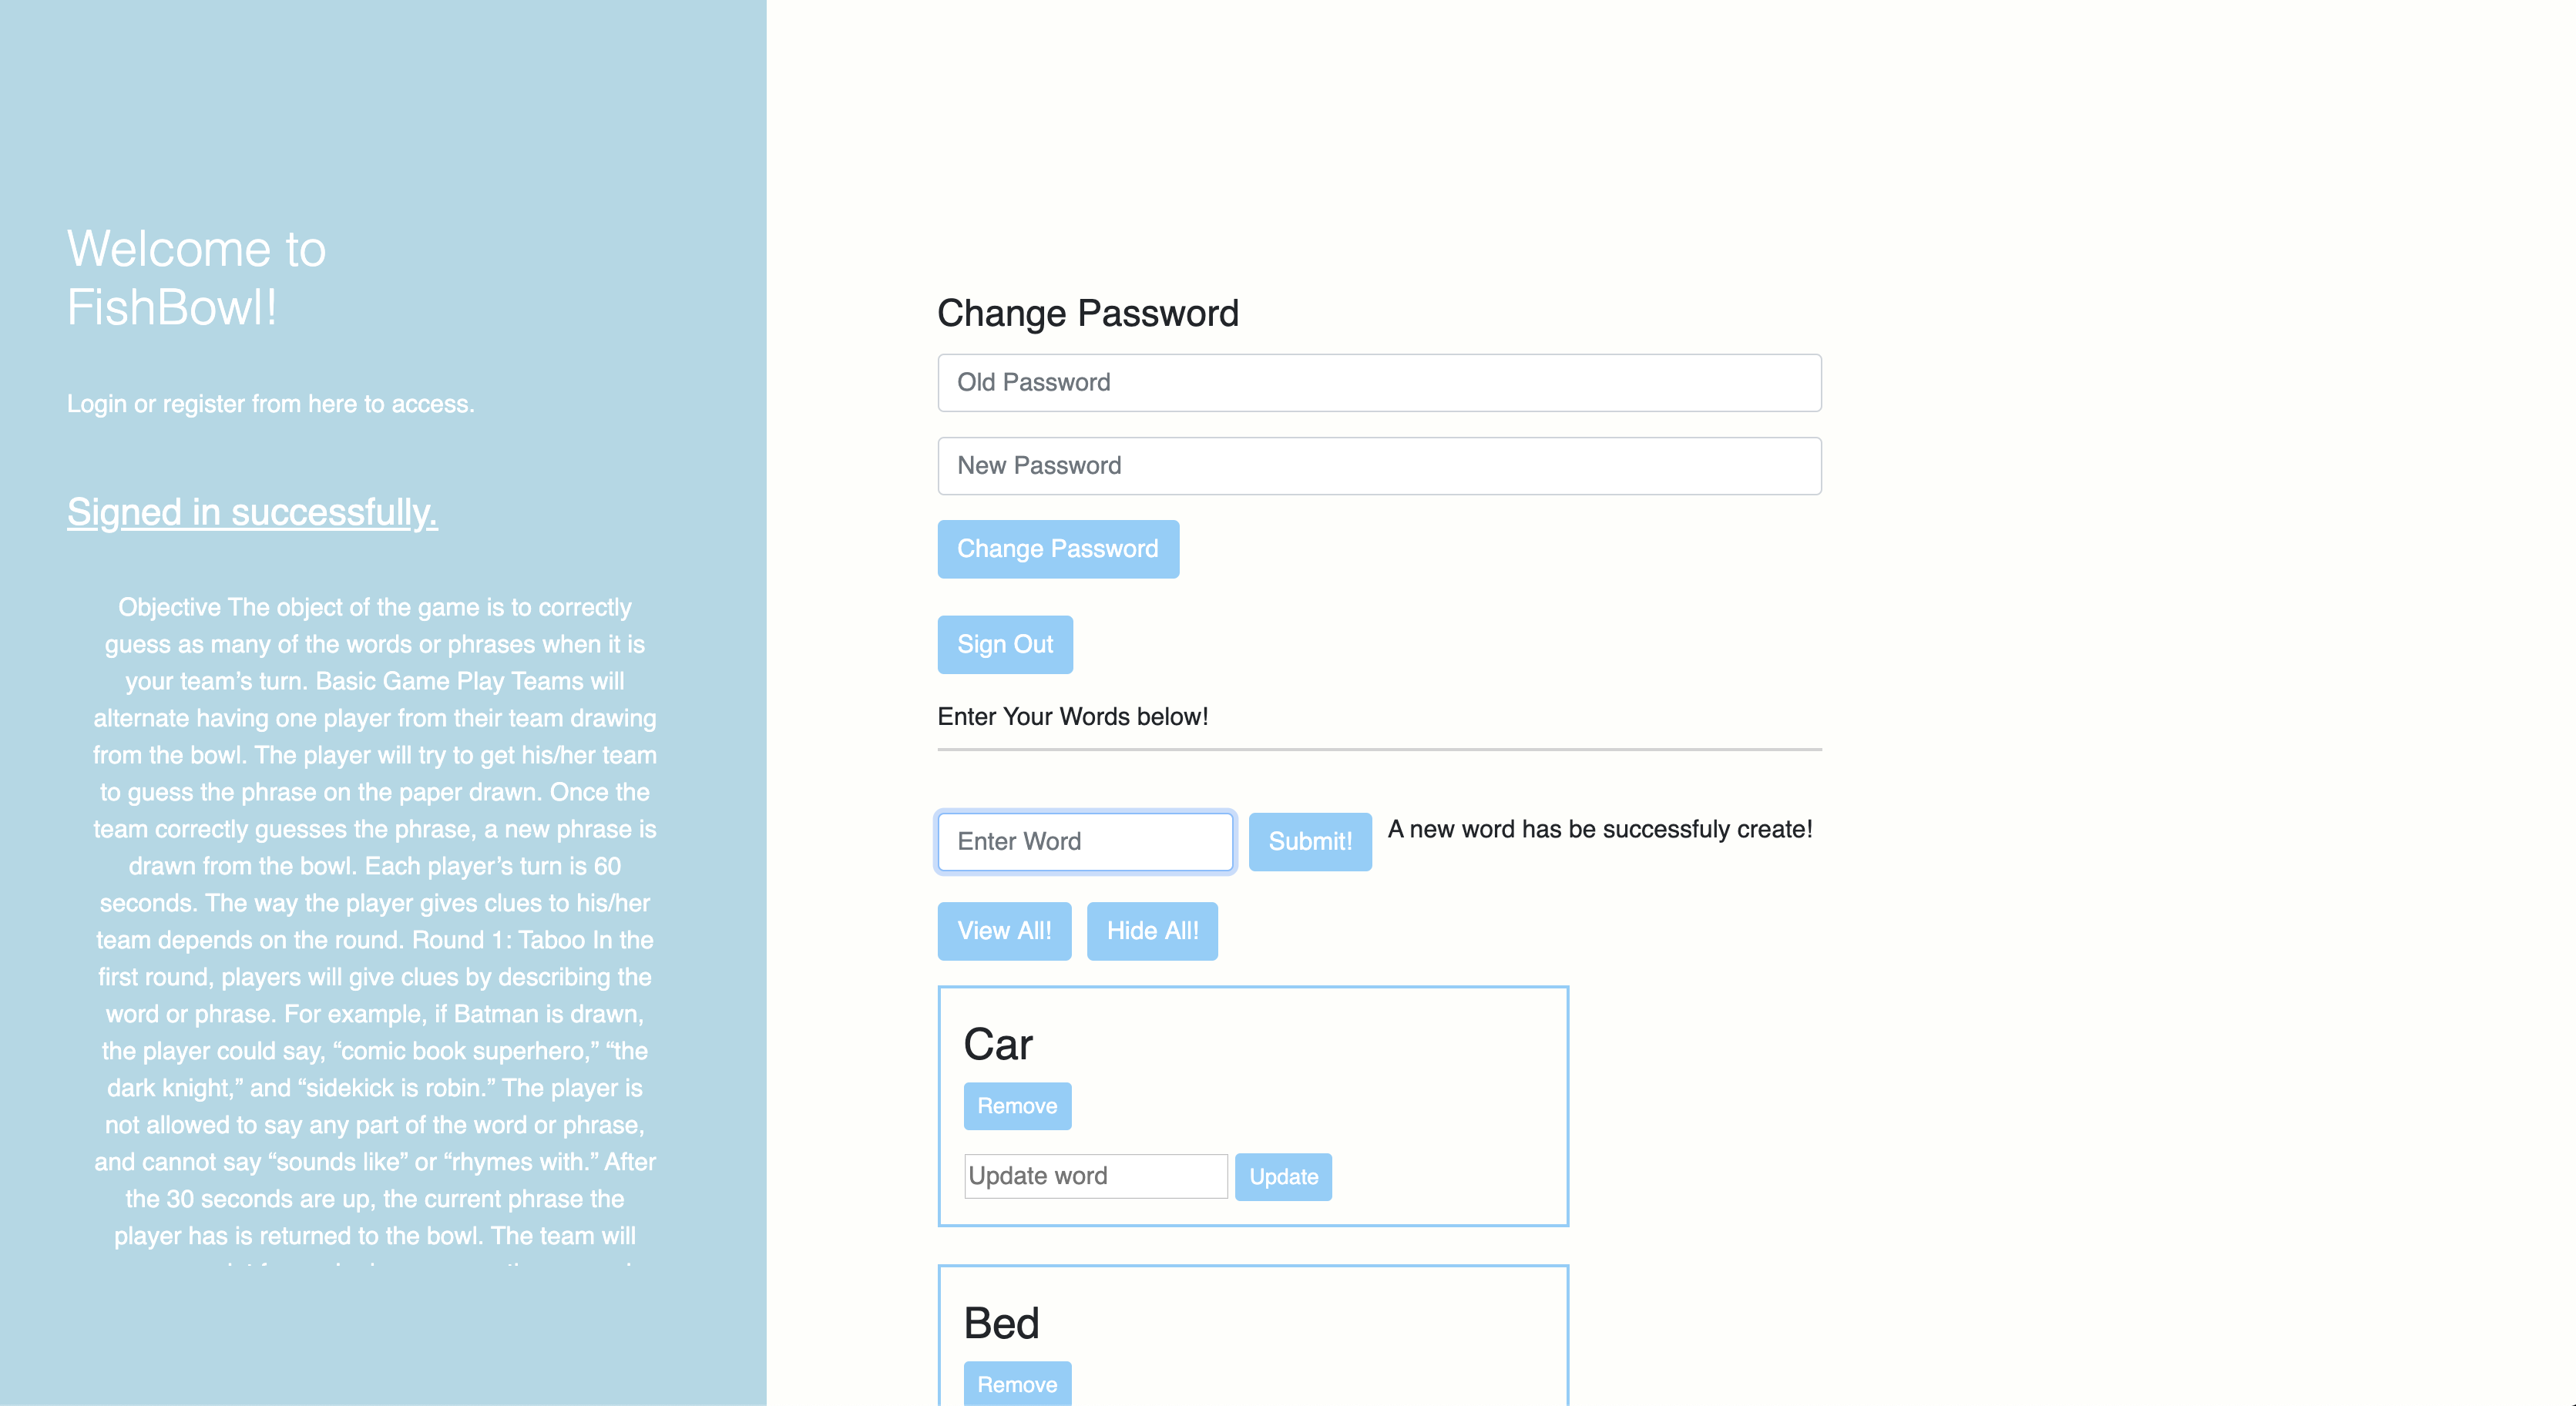 Welcome to
FishBowl!
Login or register from here to access.
Signed in successfully.
Objective The object of the game is to correctly
guess as many of the words or phrases when it is
your team’s turn. Basic Game Play Teams will
alternate having one player from their team drawing
from the bowl. The player will try to get his/her team
to guess the phrase on the paper drawn. Once the
team correctly guesses the phrase, a new phrase is
drawn from the bowl. Each player’s turn is 60
seconds. The way the player gives clues to his/her
team depends on the round. Round 1: Taboo In the
first round, players will give clues by describing the
word or phrase. For example, if Batman is drawn,
the player could say, “comic book superhero,” “the
dark knight,” and “sidekick is robin.” The player is
not allowed to say any part of the word or phrase,
and cannot say “sounds like” or “rhymes with.” After
the 30 seconds are up, the current phrase the
player has is returned to the bowl. The team will
Change Password
Old Password
New Password
Change Password
Sign Out
Enter Your Words below!
Enter Word
Submit!
A new word has be successfuly create!
View All!
Hide All!
Car
Remove
Update word
Update
Bed
Remove